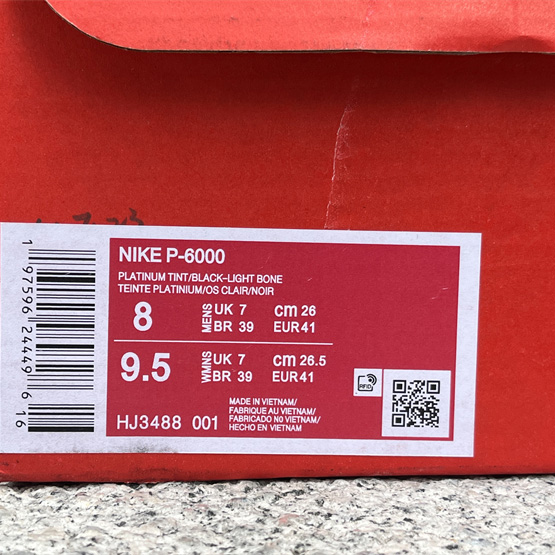 NIKE P-6000
PLATINUM TINT/BLACK-LIGHT BONE
TEINTE PLATINIUM/OS CLAIR/NOIR
8 MENS UK 7 cm 26
BR 39 EUR41
9.5 WMNS UK 7 cm 26.5
BR 39 EUR41
MADE IN VIETNAM/
FABRIQUE AU VIETNAM/
FABRICADO NO VIETNAM/
HECHO EN VIETNAM
HJ3488 001
RFID
1 97596 24449 6 16